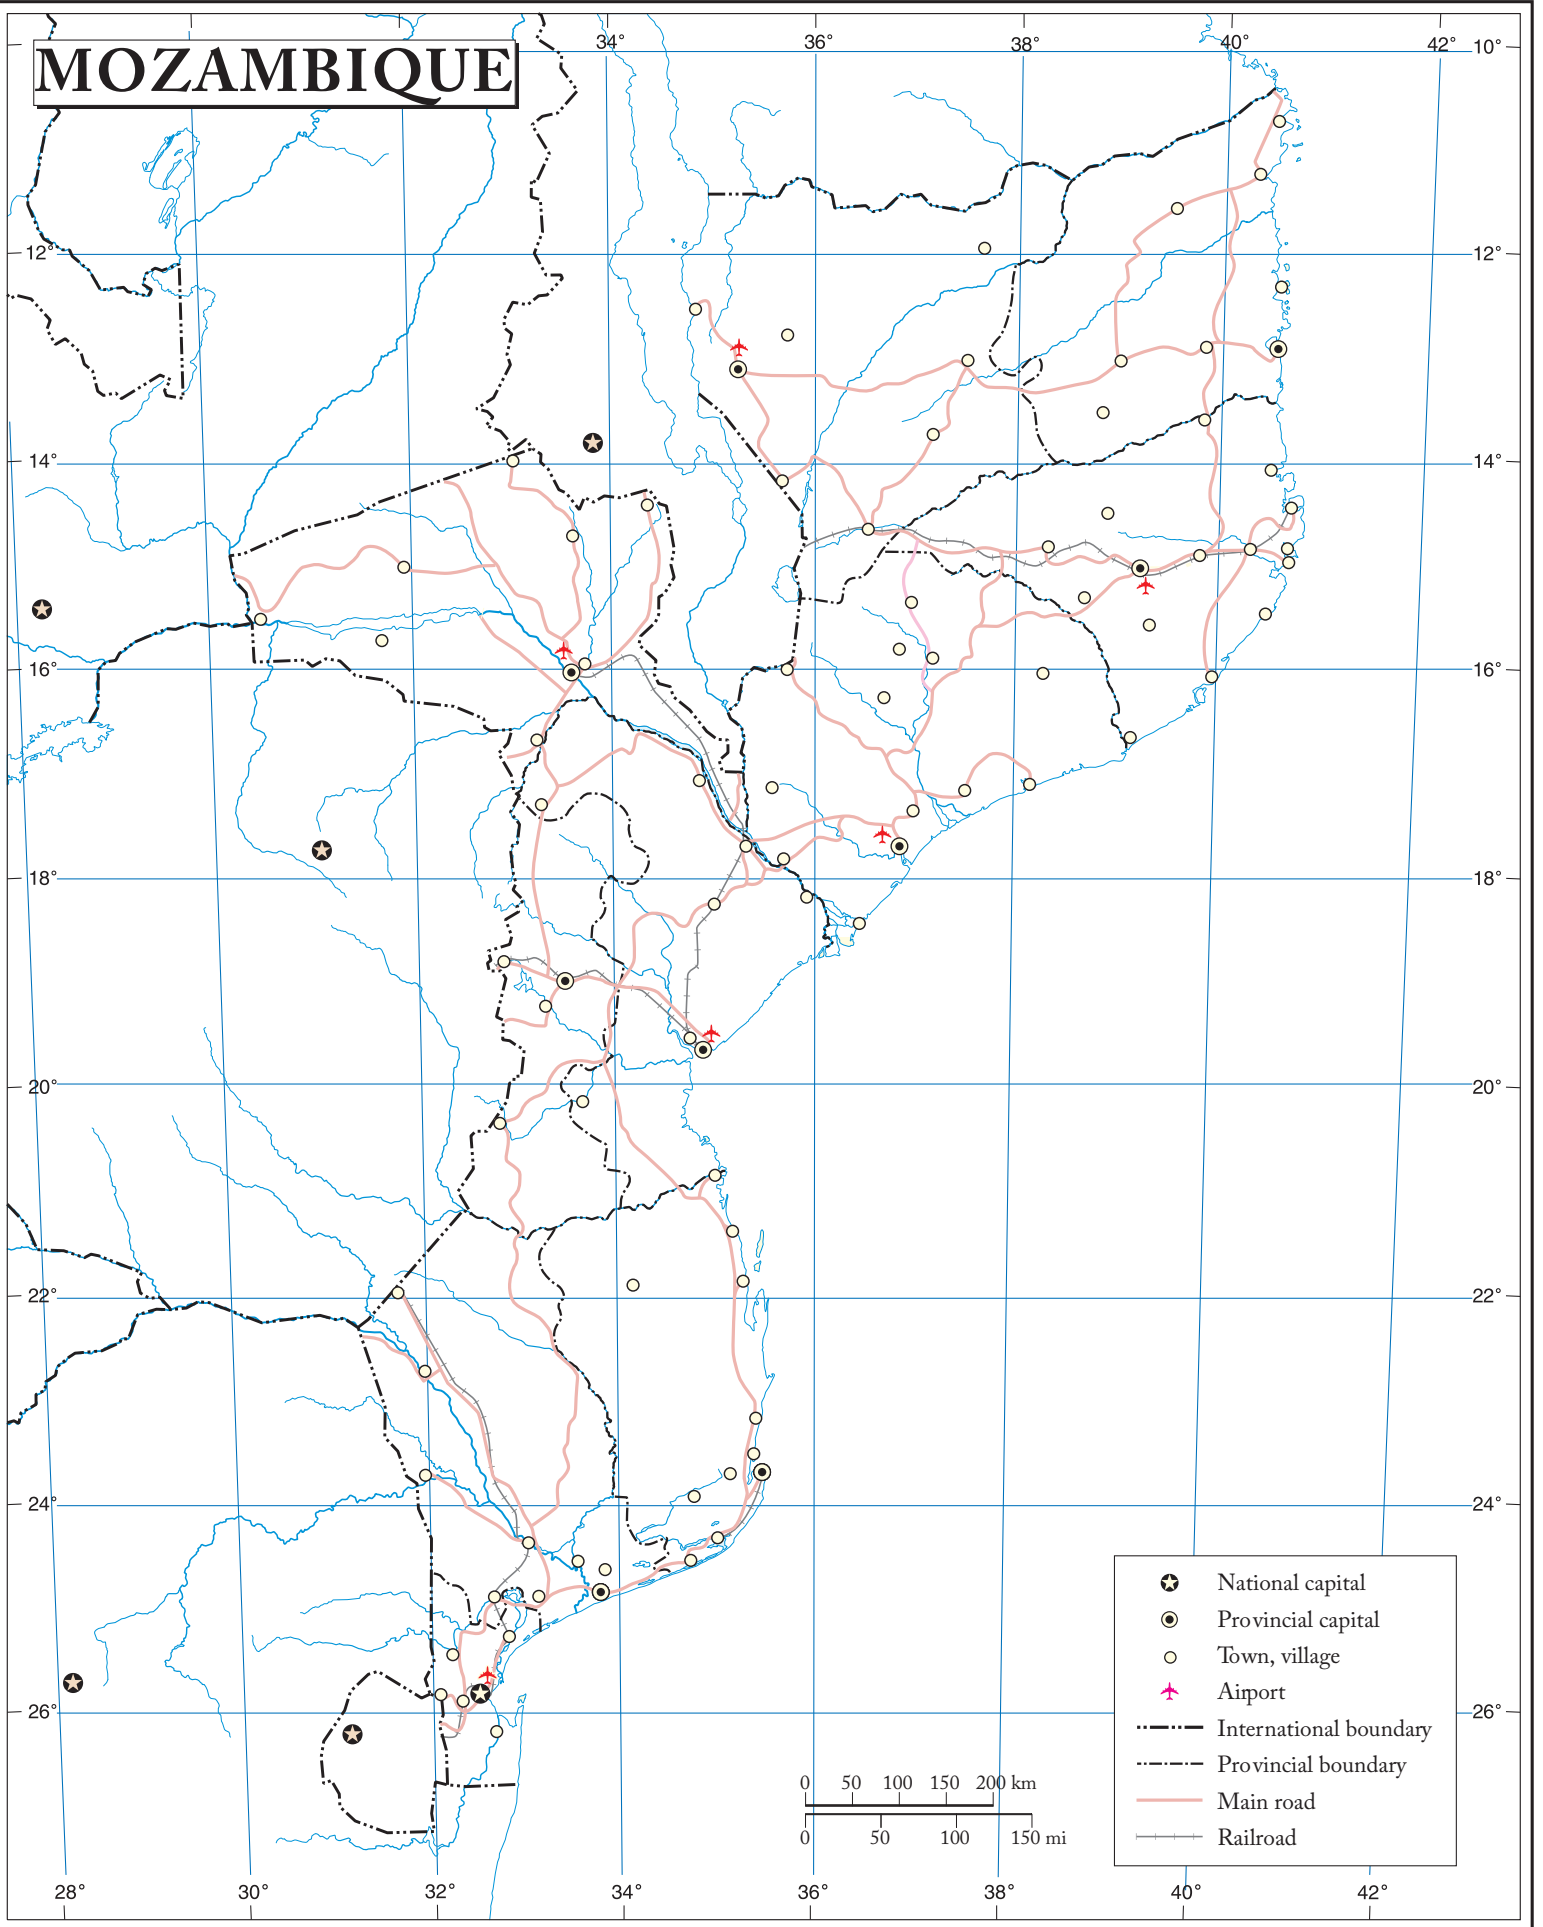 34° 36° 38° 40° 42° 10°
MOZAMBIQUE
12° 12°
14° 14°
16° 16°
18° 18°
20° 20°
22° 22°
24° 24°
National capital
Provincial capital
Town, village
Airport
26° 26°
International boundary
Provincial boundary
Main road
Railroad
0 50 100 150 200 km
0 50 100 150 mi
28° 30° 32° 34° 36° 38° 40° 42°